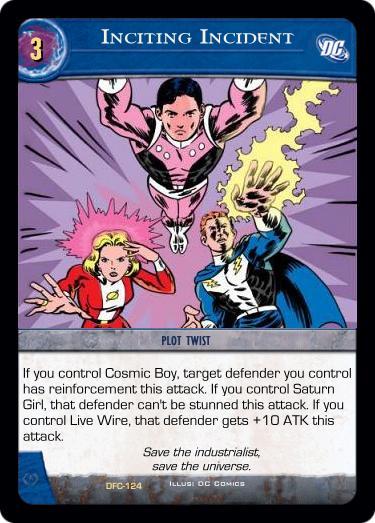 3
INCITING INCIDENT
DC
PLOT TWIST
If you control Cosmic Boy, target defender you control
has reinforcement this attack. If you control Saturn
Girl, that defender can't be stunned this attack. If you
control Live Wire, that defender gets +10 ATK this
attack.
Save the industrialist,
save the universe.
DFC-124 ILLUS: DC COMICS